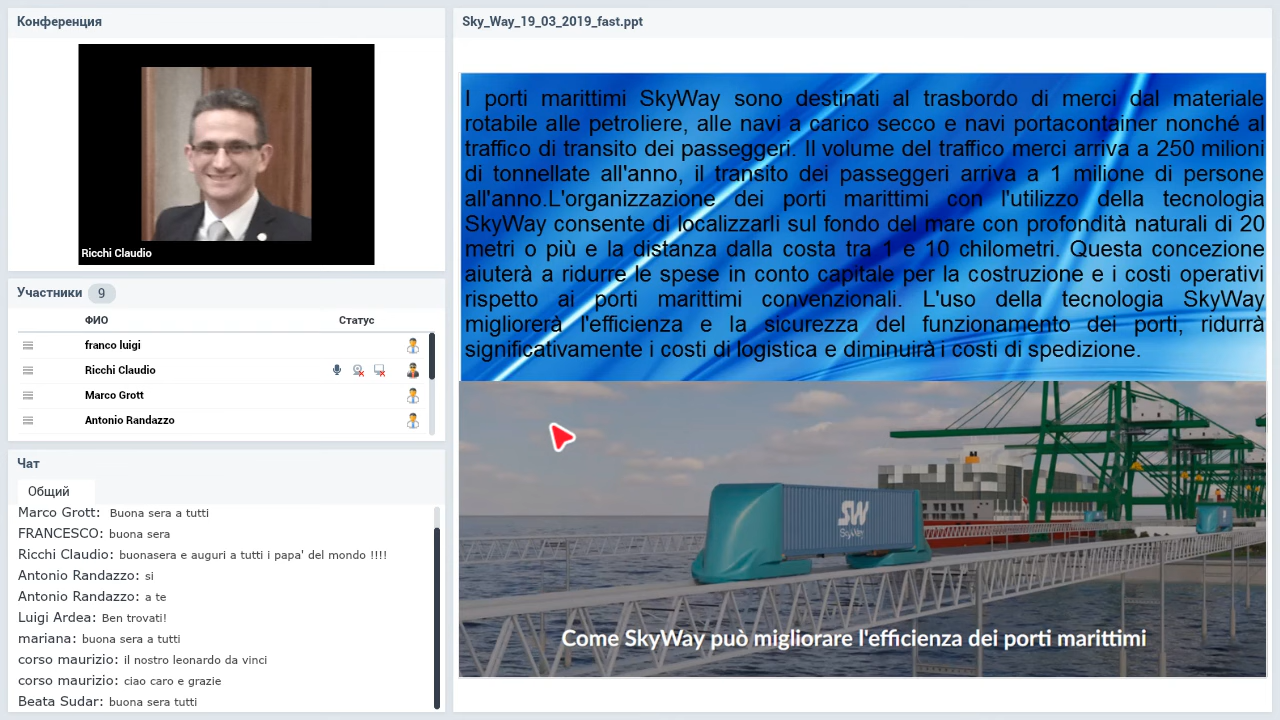 Конференция
Ricchi Claudio
Участники 9
ФИО Статус
franco luigi
Ricchi Claudio
Marco Grott
Antonio Randazzo
Чат
Общий
Marco Grott: Buona sera a tutti
FRANCESCO: buona sera
Ricchi Claudio: buonasera e auguri a tutti i papa' del mondo !!!!
Antonio Randazzo: si
Antonio Randazzo: a te
Luigi Ardea: Ben trovati!
mariana: buona sera a tutti
corso maurizio: il nostro leonardo da vinci
corso maurizio: ciao caro e grazie
Beata Sudar: buona sera tutti
Sky_Way_19_03_2019_fast.ppt
I porti marittimi SkyWay sono destinati al trasbordo di merci dal materiale
rotabile alle petroliere, alle navi a carico secco e navi portacontainer nonché al
traffico di transito dei passeggeri. Il volume del traffico merci arriva a 250 milioni
di tonnellate all'anno, il transito dei passeggeri arriva a 1 milione di persone
all'anno.L'organizzazione dei porti marittimi con l'utilizzo della tecnologia
SkyWay consente di localizzarli sul fondo del mare con profondità naturali di 20
metri o più e la distanza dalla costa tra 1 e 10 chilometri. Questa concezione
aiuterà a ridurre le spese in conto capitale per la costruzione e i costi operativi
rispetto ai porti marittimi convenzionali. L'uso della tecnologia SkyWay
migliorerà l'efficienza e la sicurezza del funzionamento dei porti, ridurrà
significativamente i costi di logistica e diminuirà i costi di spedizione.
SW
SkyWay
Come SkyWay può migliorare l'efficienza dei porti marittimi